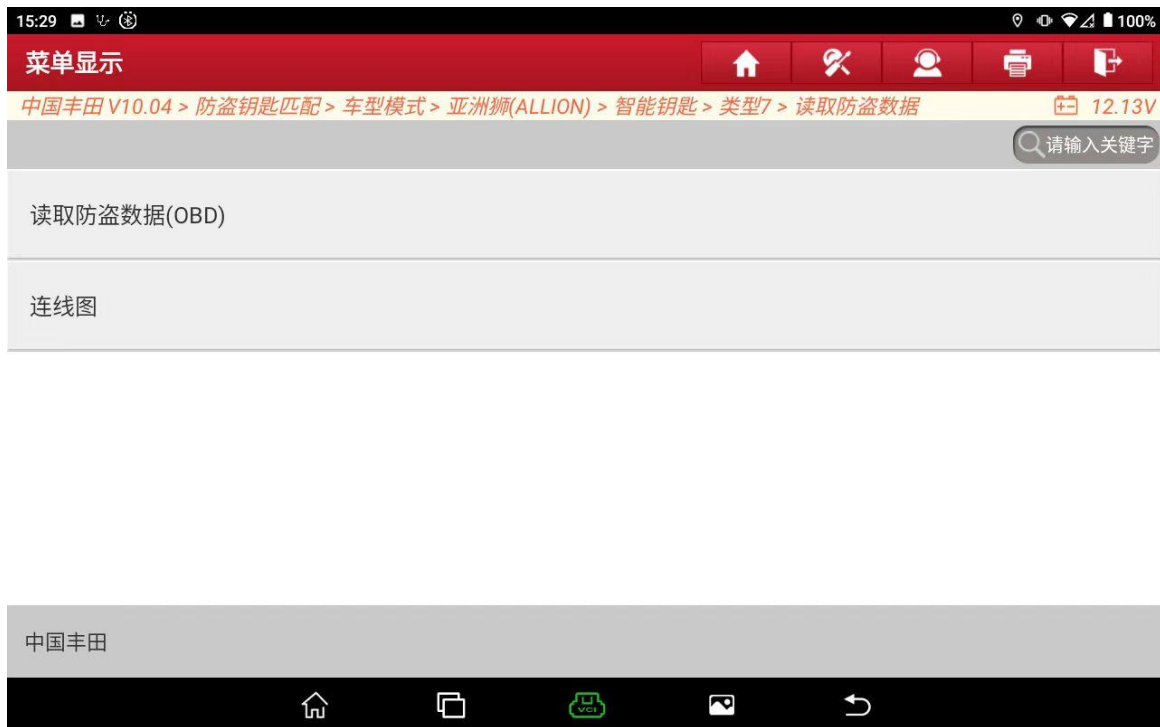 15:29 100%
菜单显示
中国丰田 V10.04 > 防盗钥匙匹配 > 车型模式 > 亚洲狮(ALLION) > 智能钥匙 > 类型7 > 读取防盗数据 12.13V
请输入关键字
读取防盗数据(OBD)
连线图
中国丰田
VCI